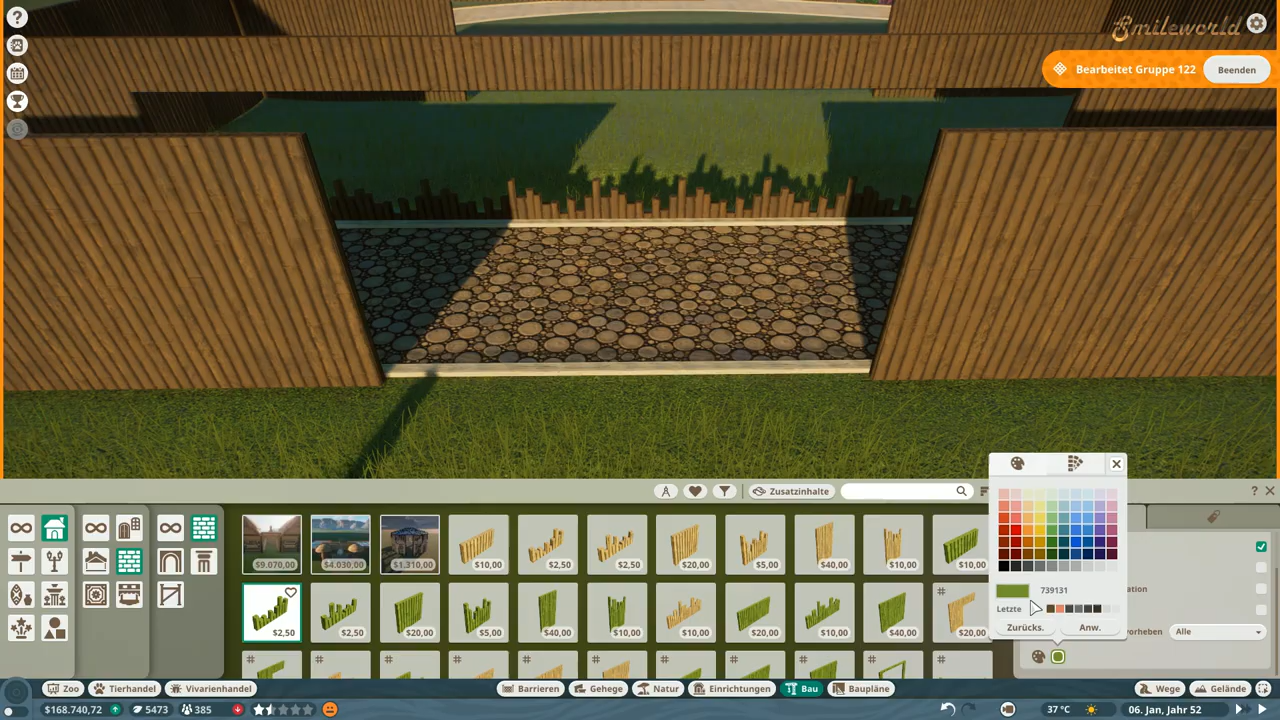 ?
Smileworld
Bearbeitet Gruppe 122
Beenden
Zusatzinhalte
? ×
$9.070,00
$4.030,00
$1.310,00
$10,00
$2,50
$2,50
$20,00
$5,00
$40,00
$10,00
$10,00
$2,50
$2,50
$20,00
$5,00
$40,00
$10,00
$10,00
$20,00
$10,00
$40,00
$20,00
739131
Letzte
Zurücks.
Anw.
ation
vorheben
Alle
Zoo
Tierhandel
Vivarienhandel
Barrieren
Gehege
Natur
Einrichtungen
Bau
Baupläne
Wege
Gelände
$168.740,72
5473
385
37 °C
06. Jan, Jahr 52